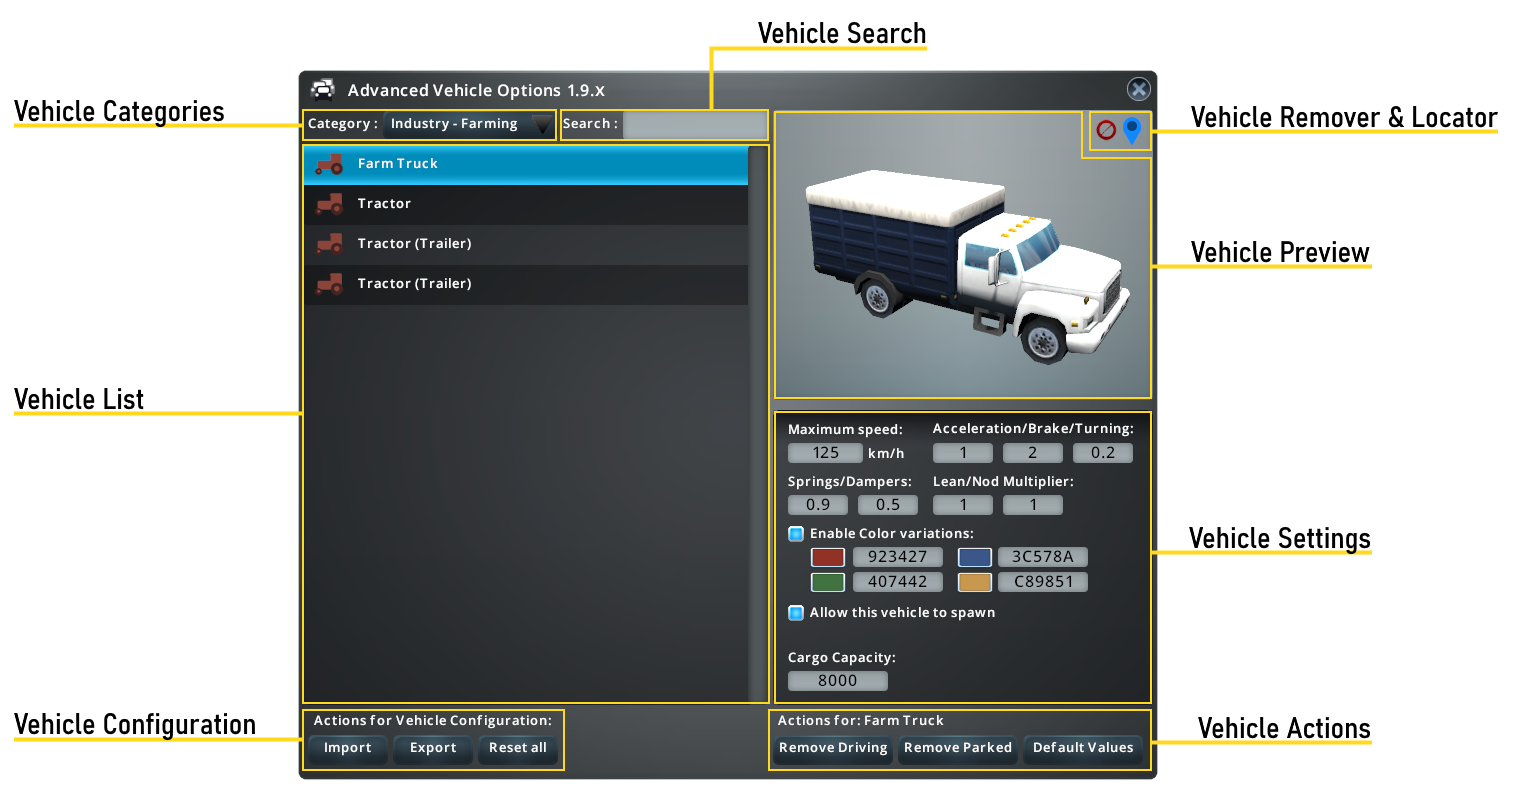 Vehicle Search
Advanced Vehicle Options 1.9.x
Vehicle Categories
Category :
Industry - Farming
Search :
Vehicle Remover & Locator
Farm Truck
Tractor
Tractor (Trailer)
Tractor (Trailer)
Vehicle Preview
Vehicle List
Maximum speed:
Acceleration/Brake/Turning:
125 km/h
1 2 0.2
Springs/Dampers:
Lean/Nod Multiplier:
0.9 0.5
1 1
Enable Color variations:
923427 3C578A
407442 C89851
Vehicle Settings
Allow this vehicle to spawn
Cargo Capacity:
8000
Vehicle Configuration
Actions for Vehicle Configuration:
Import Export Reset all
Actions for: Farm Truck
Remove Driving Remove Parked Default Values
Vehicle Actions